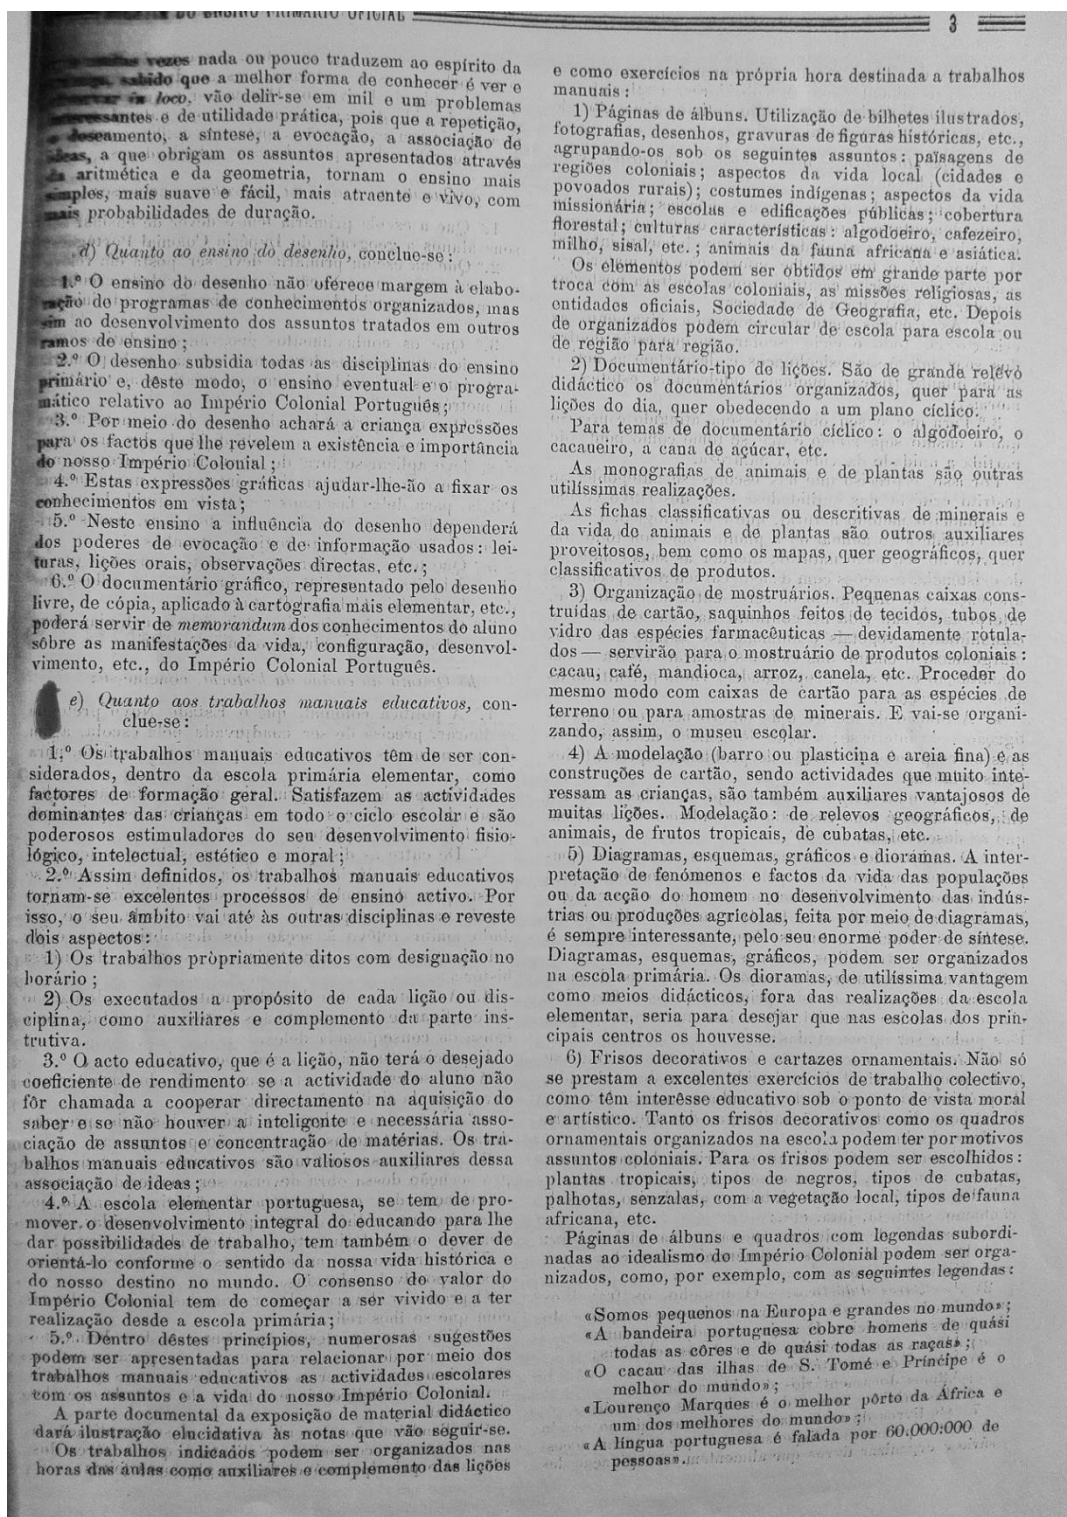 DO ENSINO PRIMÁRIO OFICIAL
3
vezes nada ou pouco traduzem ao espírito da
sabido que a melhor forma de conhecer é ver e
in loco, vão delir-se em mil e um problemas
interessantes e de utilidade prática, pois que a repetição,
o deseamento, a síntese, a evocação, a associação de
ideas, a que obrigam os assuntos apresentados através
da aritmética e da geometria, tornam o ensino mais
simples, mais suave e fácil, mais atraente e vivo, com
mais probabilidades de duração.
d) Quanto ao ensino do desenho, conclue-se:
1.º O ensino do desenho não oferece margem à elabo-
ração de programas de conhecimentos organizados, mas
sim ao desenvolvimento dos assuntos tratados em outros
ramos de ensino;
2.º O desenho subsidia todas as disciplinas do ensino
primário e, dêste modo, o ensino eventual e o progra-
mático relativo ao Império Colonial Português;
3.º Por meio do desenho achará a criança expressões
para os factos que lhe revelem a existência e importância
do nosso Império Colonial;
4.º Estas expressões gráficas ajudar-lhe-ão a fixar os
conhecimentos em vista;
5.º Neste ensino a influência do desenho dependerá
dos poderes de evocação e de informação usados: lei-
turas, lições orais, observações directas, etc.;
6.º O documentário gráfico, representado pelo desenho
livre, de cópia, aplicado à cartografia mais elementar, etc.,
poderá servir de memorandum dos conhecimentos do aluno
sôbre as manifestações da vida, configuração, desenvol-
vimento, etc., do Império Colonial Português.
e) Quanto aos trabalhos manuais educativos, con-
clue-se:
1.º Os trabalhos manuais educativos têm de ser con-
siderados, dentro da escola primária elementar, como
factores de formação geral. Satisfazem as actividades
dominantes das crianças em todo o ciclo escolar e são
poderosos estimuladores do seu desenvolvimento fisio-
lógico, intelectual, estético e moral;
2.º Assim definidos, os trabalhos manuais educativos
tornam-se excelentes processos de ensino activo. Por
isso, o seu âmbito vai até às outras disciplinas e reveste
dois aspectos:
1) Os trabalhos pròpriamente ditos com designação no
horário;
2) Os executados a propósito de cada lição ou dis-
ciplina, como auxiliares e complemento da parte ins-
trutiva.
3.º O acto educativo, que é a lição, não terá o desejado
coeficiente de rendimento se a actividade do aluno não
fôr chamada a cooperar directamente na aquisição do
saber e se não houver a inteligente e necessária asso-
ciação de assuntos e concentração de matérias. Os tra-
balhos manuais educativos são valiosos auxiliares dessa
associação de ideas;
4.º A escola elementar portuguesa, se tem de pro-
mover o desenvolvimento integral do educando para lhe
dar possibilidades de trabalho, tem também o dever de
orientá-lo conforme o sentido da nossa vida histórica e
do nosso destino no mundo. O consenso do valor do
Império Colonial tem de começar a ser vivido e a ter
realização desde a escola primária;
5.º Dentro dêstes princípios, numerosas sugestões
podem ser apresentadas para relacionar por meio dos
trabalhos manuais educativos as actividades escolares
com os assuntos e a vida do nosso Império Colonial.
A parte documental da exposição de material didáctico
dará ilustração elucidativa às notas que vão seguir-se.
Os trabalhos indicados podem ser organizados nas
horas das aulas como auxiliares e complemento das lições
e como exercícios na própria hora destinada a trabalhos
manuais:
1) Páginas de álbuns. Utilização de bilhetes ilustrados,
fotografias, desenhos, gravuras de figuras históricas, etc.,
agrupando-os sob os seguintes assuntos: païsagens de
regiões coloniais; aspectos da vida local (cidades e
povoados rurais); costumes indígenas; aspectos da vida
missionária; escolas e edificações públicas; cobertura
florestal; culturas características: algodoeiro, cafezeiro,
milho, sisal, etc.; animais da fauna africana e asiática.
Os elementos podem ser obtidos em grande parte por
troca com as escolas coloniais, as missões religiosas, as
entidades oficiais, Sociedade de Geografia, etc. Depois
de organizados podem circular de escola para escola ou
de região para região.
2) Documentário-tipo de lições. São de grande relêvo
didáctico os documentários organizados, quer para as
lições do dia, quer obedecendo a um plano cíclico.
Para temas de documentário cíclico: o algodoeiro, o
cacaueiro, a cana de açúcar, etc.
As monografias de animais e de plantas são outras
utilíssimas realizações.
As fichas classificativas ou descritivas de minerais e
da vida de animais e de plantas são outros auxiliares
proveitosos, bem como os mapas, quer geográficos, quer
classificativos de produtos.
3) Organização de mostruários. Pequenas caixas cons-
truídas de cartão, saquinhos feitos de tecidos, tubos de
vidro das espécies farmacêuticas — devidamente rotula-
dos — servirão para o mostruário de produtos coloniais:
cacau, café, mandioca, arroz, canela, etc. Proceder do
mesmo modo com caixas de cartão para as espécies de
terreno ou para amostras de minerais. E vai-se organi-
zando, assim, o museu escolar.
4) A modelação (barro ou plasticina e areia fina) e as
construções de cartão, sendo actividades que muito inte-
ressam as crianças, são também auxiliares vantajosos de
muitas lições. Modelação: de relevos geográficos, de
animais, de frutos tropicais, de cubatas, etc.
5) Diagramas, esquemas, gráficos e dioramas. A inter-
pretação de fenómenos e factos da vida das populações
ou da acção do homem no desenvolvimento das indús-
trias ou produções agrícolas, feita por meio de diagramas,
é sempre interessante, pelo seu enorme poder de síntese.
Diagramas, esquemas, gráficos, podem ser organizados
na escola primária. Os dioramas, de utilíssima vantagem
como meios didácticos, fora das realizações da escola
elementar, seria para desejar que nas escolas dos prin-
cipais centros os houvesse.
6) Frisos decorativos e cartazes ornamentais. Não só
se prestam a excelentes exercícios de trabalho colectivo,
como têm interêsse educativo sob o ponto de vista moral
e artístico. Tanto os frisos decorativos como os quadros
ornamentais organizados na escola podem ter por motivos
assuntos coloniais. Para os frisos podem ser escolhidos:
plantas tropicais, tipos de negros, tipos de cubatas,
palhotas, senzalas, com a vegetação local, tipos de fauna
africana, etc.
Páginas de álbuns e quadros com legendas subordi-
nadas ao idealismo do Império Colonial podem ser orga-
nizados, como, por exemplo, com as seguintes legendas:
«Somos pequenos na Europa e grandes no mundo»;
«A bandeira portuguesa cobre homens de quási
todas as côres e de quási todas as raças»;
«O cacau das ilhas de S. Tomé e Príncipe é o
melhor do mundo»;
«Lourenço Marques é o melhor pôrto da África e
um dos melhores do mundo»;
«A língua portuguesa é falada por 60.000:000 de
pessoas».